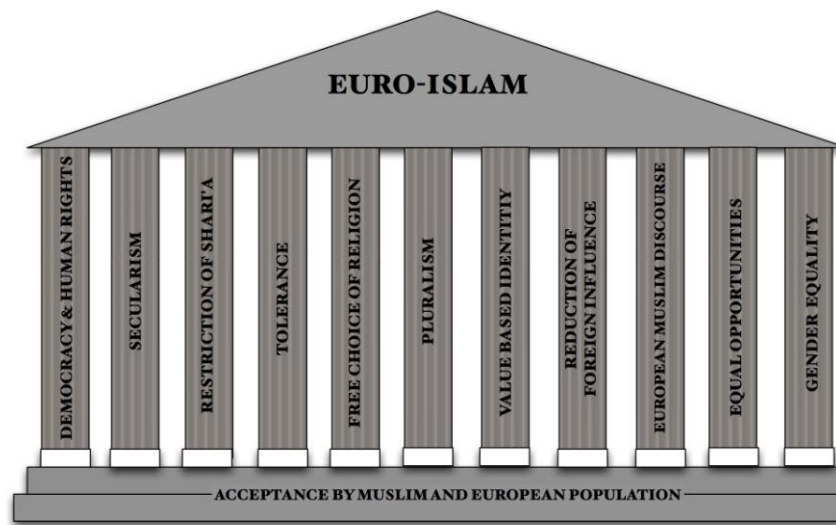 EURO-ISLAM
DEMOCRACY & HUMAN RIGHTS
SECULARISM
RESTRICTION OF SHARI'A
TOLERANCE
FREE CHOICE OF RELIGION
PLURALISM
VALUE BASED IDENTITIY
REDUCTION OF
FOREIGN INFLUENCE
EUROPEAN MUSLIM DISCOURSE
EQUAL OPPORTUNITIES
GENDER EQUALITY
ACCEPTANCE BY MUSLIM AND EUROPEAN POPULATION